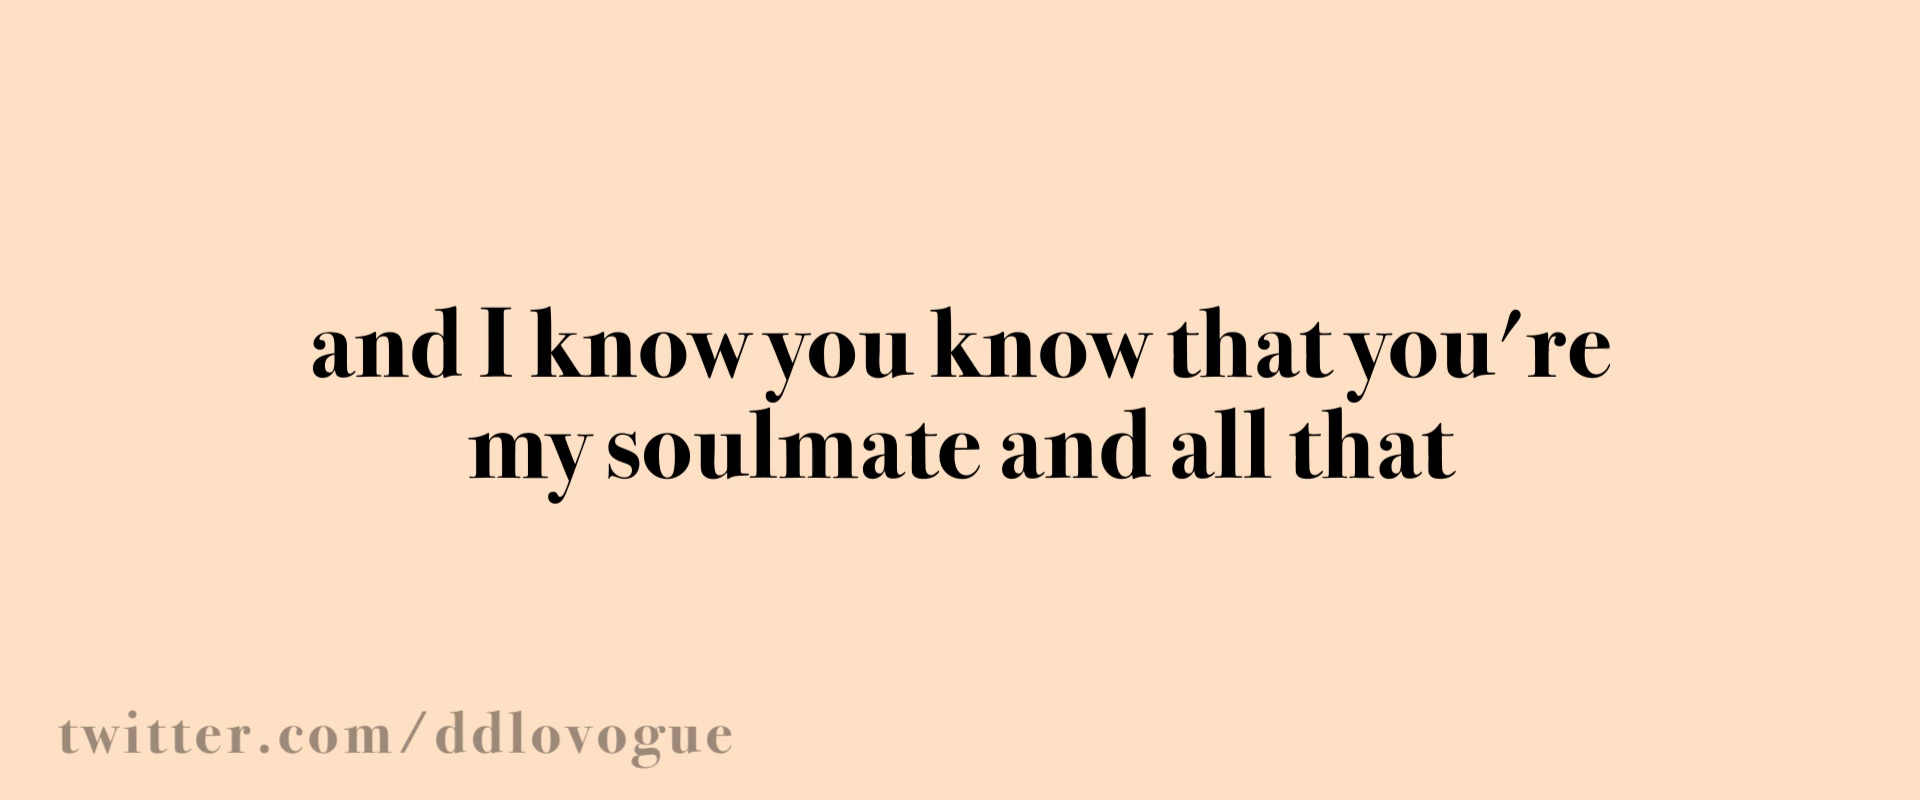 and I know you know that you're
my soulmate and all that
twitter.com/ddlovogue